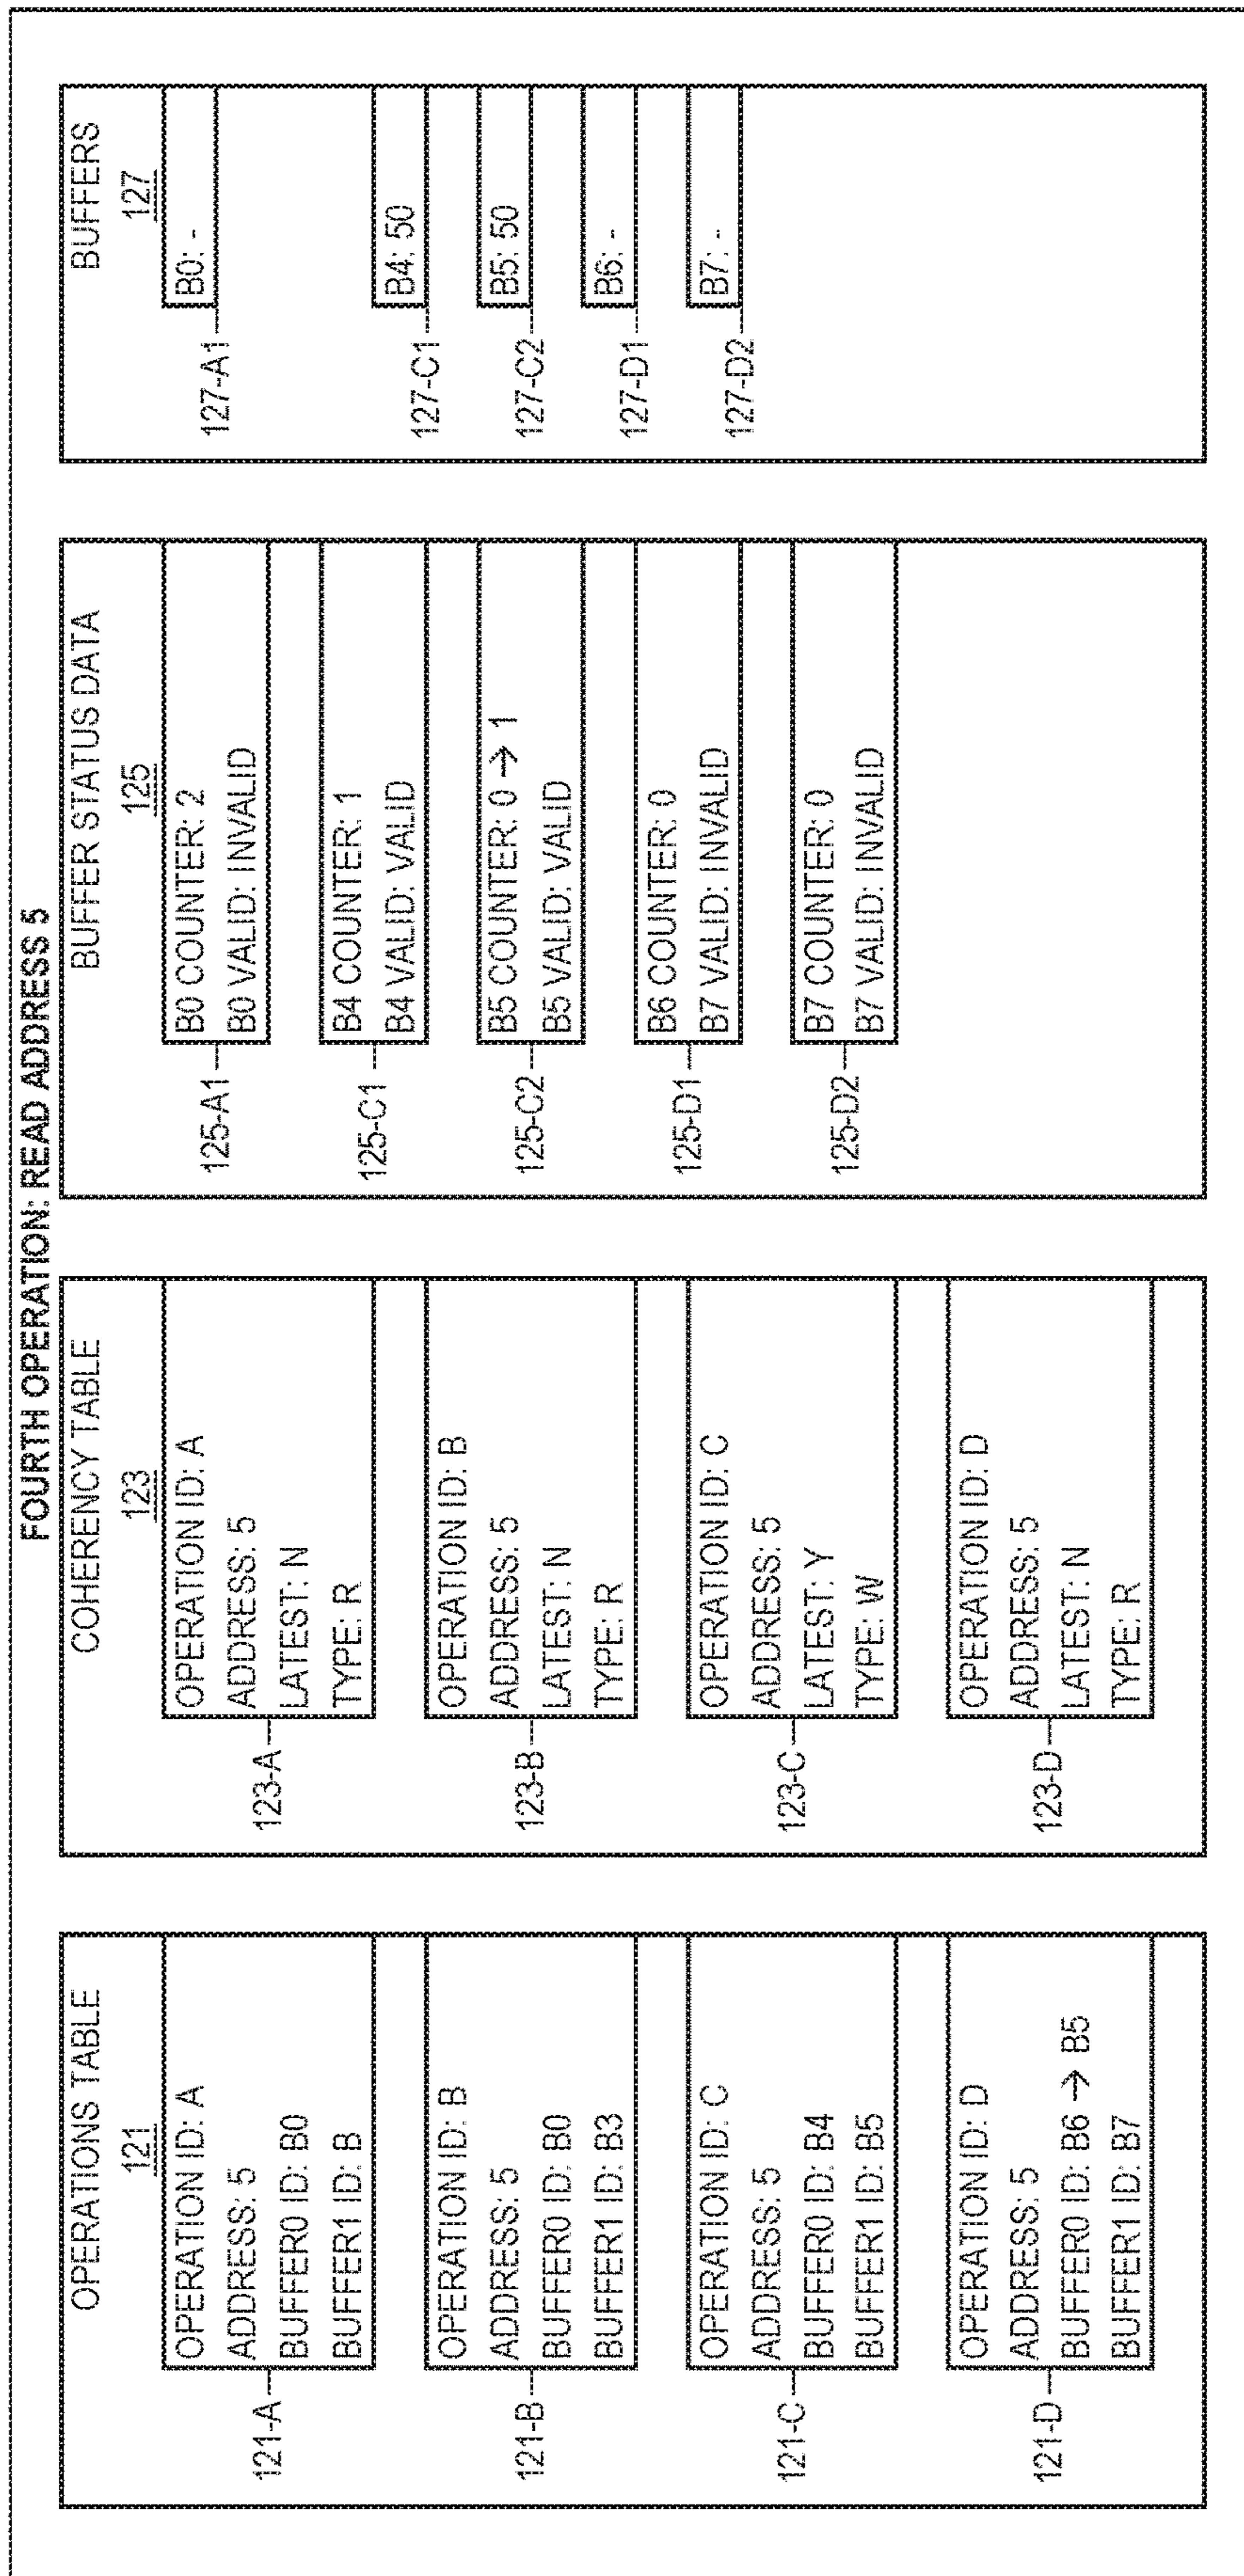 FOURTH OPERATION: READ ADDRESS 5
OPERATIONS TABLE
121
121-A
OPERATION ID: A
ADDRESS: 5
BUFFER0 ID: B0
BUFFER1 ID: B
121-B
OPERATION ID: B
ADDRESS: 5
BUFFER0 ID: B0
BUFFER1 ID: B3
121-C
OPERATION ID: C
ADDRESS: 5
BUFFER0 ID: B4
BUFFER1 ID: B5
121-D
OPERATION ID: D
ADDRESS: 5
BUFFER0 ID: B6 → B5
BUFFER1 ID: B7
COHERENCY TABLE
123
123-A
OPERATION ID: A
ADDRESS: 5
LATEST: N
TYPE: R
123-B
OPERATION ID: B
ADDRESS: 5
LATEST: N
TYPE: R
123-C
OPERATION ID: C
ADDRESS: 5
LATEST: Y
TYPE: W
123-D
OPERATION ID: D
ADDRESS: 5
LATEST: N
TYPE: R
BUFFER STATUS DATA
125
125-A1
B0 COUNTER: 2
B0 VALID: INVALID
125-C1
B4 COUNTER: 1
B4 VALID: VALID
125-C2
B5 COUNTER: 0 → 1
B5 VALID: VALID
125-D1
B6 COUNTER: 0
B7 VALID: INVALID
125-D2
B7 COUNTER: 0
B7 VALID: INVALID
BUFFERS
127
127-A1
B0: -
127-C1
B4: 50
127-C2
B5: 50
127-D1
B6: -
127-D2
B7: -